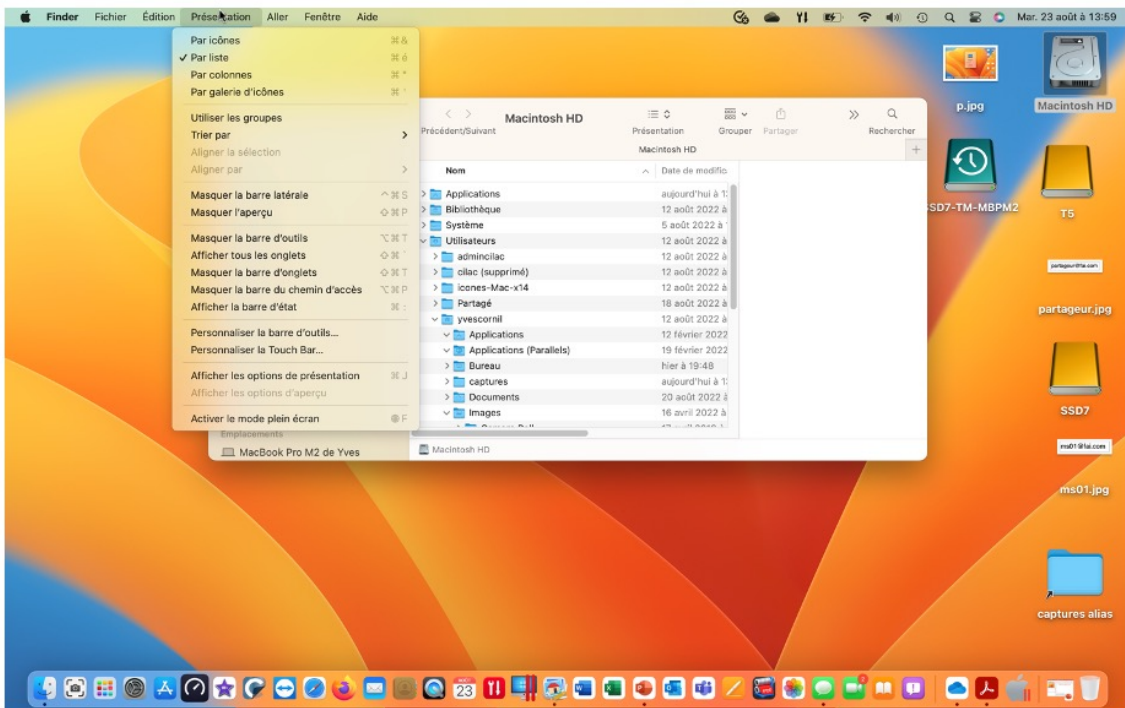 Finder Fichier Édition Présentation Aller Fenêtre Aide
Mar. 23 août à 13:59
Par icônes ⌘&
✓ Par liste ⌘é
Par colonnes ⌘"
Par galerie d'icônes ⌘'
Utiliser les groupes
Trier par >
Aligner la sélection
Aligner par >
Masquer la barre latérale ^⌘S
Masquer l'aperçu ⇧⌘P
Masquer la barre d'outils ⌥⌘T
Afficher tous les onglets ⇧⌘`
Masquer la barre d'onglets ⇧⌘T
Masquer la barre du chemin d'accès ⌥⌘P
Afficher la barre d'état ⌘:
Personnaliser la barre d'outils...
Personnaliser la Touch Bar...
Afficher les options de présentation ⌘J
Afficher les options d'aperçu
Activer le mode plein écran F
Emplacements
MacBook Pro M2 de Yves
Macintosh HD
Précédent/Suivant Présentation Grouper Partager Rechercher
Macintosh HD
Nom Date de modific
Applications aujourd'hui à 1
Bibliothèque 12 août 2022 à
Système 5 août 2022 à
Utilisateurs 12 août 2022 à
admincilac 12 août 2022 à
cilac (supprimé) 12 août 2022 à
icones-Mac-x14 12 août 2022 à
Partagé 18 août 2022 à
yvescornil 12 août 2022 à
Applications 12 février 2022
Applications (Parallels) 19 février 2022
Bureau hier à 19:48
captures aujourd'hui à 1
Documents 20 août 2022 à
Images 16 avril 2022 à
Macintosh HD
p.jpg
Macintosh HD
SD7-TM-MBPM2
T5
partageur@fai.com
partageur.jpg
SSD7
ms01@fai.com
ms01.jpg
captures alias
AOÛT
23